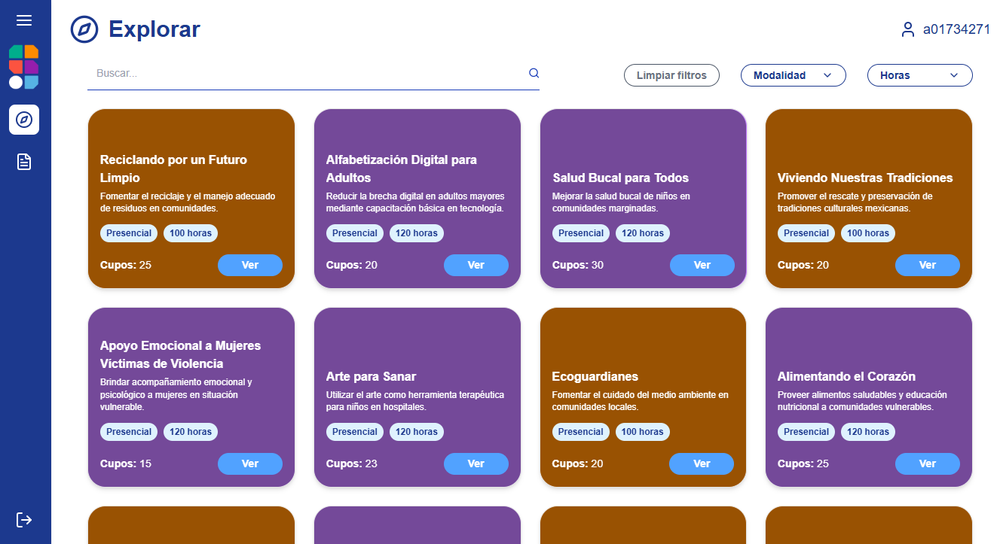 Explorar
a01734271
Buscar...
Limpiar filtros
Modalidad
Horas
Reciclando por un Futuro
Limpio
Fomentar el reciclaje y el manejo adecuado
de residuos en comunidades.
Presencial
100 horas
Cupos: 25
Ver
Alfabetización Digital para
Adultos
Reducir la brecha digital en adultos mayores
mediante capacitación básica en tecnología.
Presencial
120 horas
Cupos: 20
Ver
Salud Bucal para Todos
Mejorar la salud bucal de niños en
comunidades marginadas.
Presencial
120 horas
Cupos: 30
Ver
Viviendo Nuestras Tradiciones
Promover el rescate y preservación de
tradiciones culturales mexicanas.
Presencial
100 horas
Cupos: 20
Ver
Apoyo Emocional a Mujeres
Víctimas de Violencia
Brindar acompañamiento emocional y
psicológico a mujeres en situación
vulnerable.
Presencial
120 horas
Cupos: 15
Ver
Arte para Sanar
Utilizar el arte como herramienta terapéutica
para niños en hospitales.
Presencial
120 horas
Cupos: 23
Ver
Ecoguardianes
Fomentar el cuidado del medio ambiente en
comunidades locales.
Presencial
100 horas
Cupos: 20
Ver
Alimentando el Corazón
Proveer alimentos saludables y educación
nutricional a comunidades vulnerables.
Presencial
120 horas
Cupos: 25
Ver